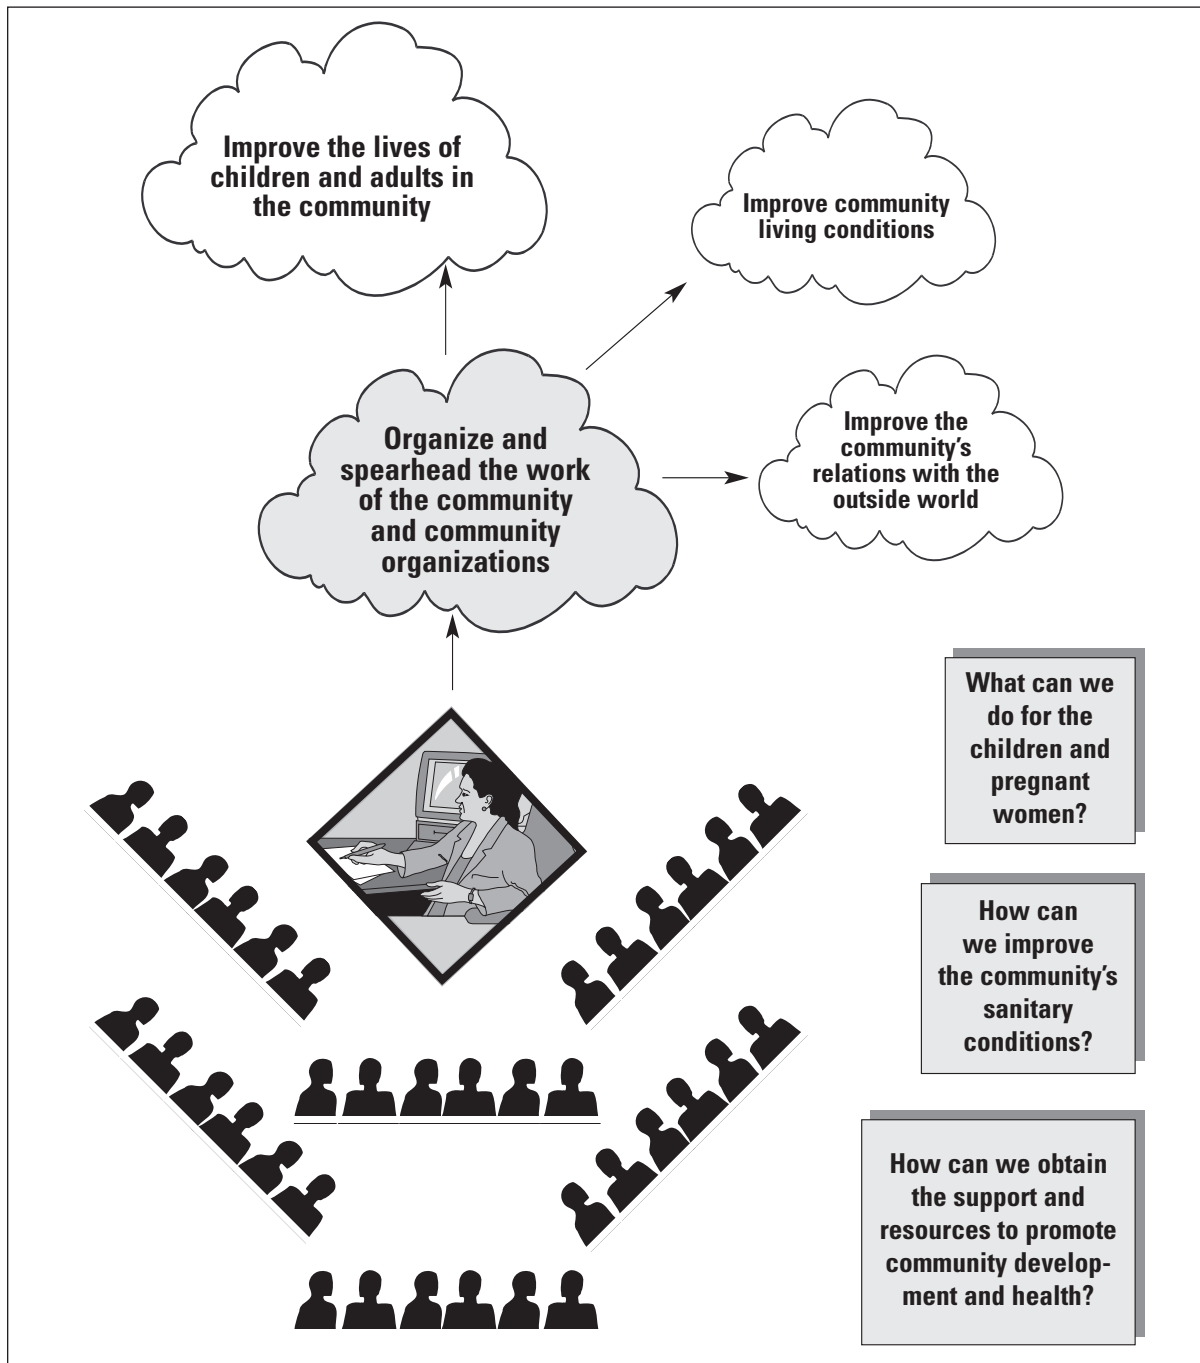 Improve the lives of
children and adults in
the community
Improve community
living conditions
Organize and
spearhead the work
of the community
and community
organizations
Improve the
community’s
relations with the
outside world
What can we
do for the
children and
pregnant
women?
How can
we improve
the community’s
sanitary
conditions?
How can we obtain
the support and
resources to promote
community develop-
ment and health?